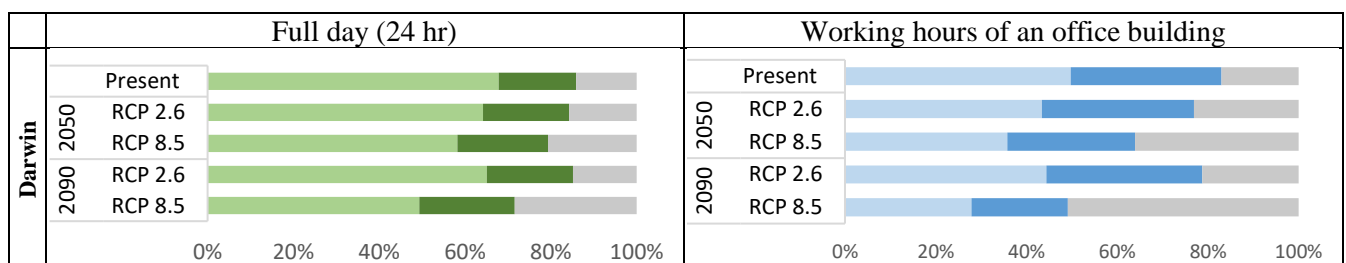 Full day (24 hr)
Working hours of an office building
Darwin
Present
2050
RCP 2.6
RCP 8.5
2090
RCP 2.6
RCP 8.5
0% 20% 40% 60% 80% 100%
Present
2050
RCP 2.6
RCP 8.5
2090
RCP 2.6
RCP 8.5
0% 20% 40% 60% 80% 100%